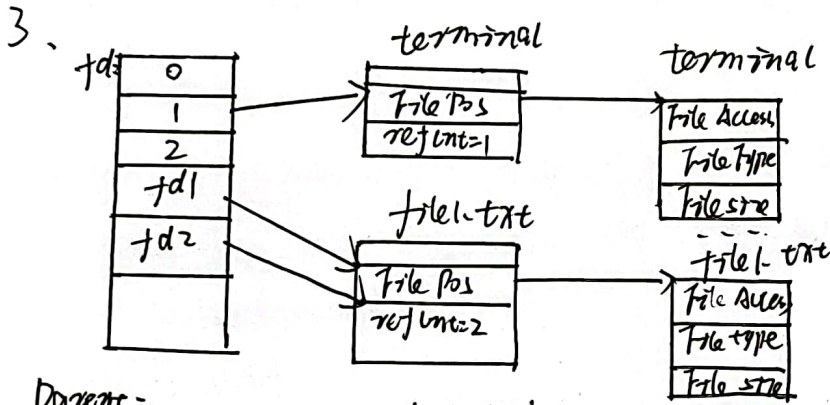 3、
fd:
0
1
2
fd1
fd2
terminal
File Pos
refcnt=1
terminal
File Access
File Type
File size
file1.txt
File Pos
refcnt=2
file1.txt
File Access
File type
File size
Parent: